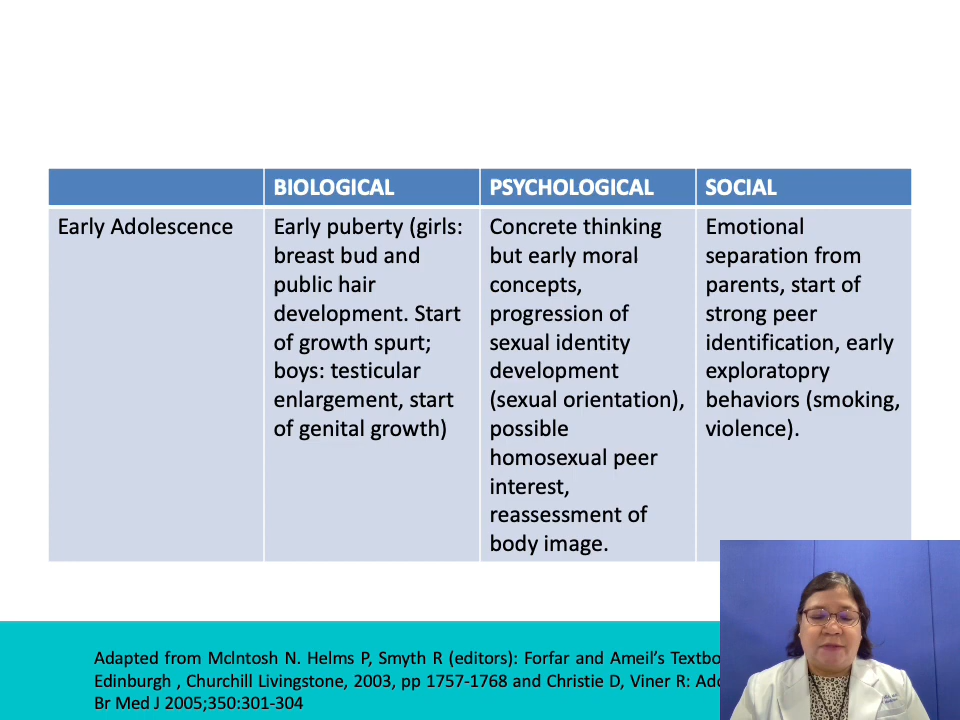 BIOLOGICAL
PSYCHOLOGICAL
SOCIAL
Early Adolescence
Early puberty (girls:
breast bud and
public hair
development. Start
of growth spurt;
boys: testicular
enlargement, start
of genital growth)
Concrete thinking
but early moral
concepts,
progression of
sexual identity
development
(sexual orientation),
possible
homosexual peer
interest,
reassessment of
body image.
Emotional
separation from
parents, start of
strong peer
identification, early
exploratopry
behaviors (smoking,
violence).
Adapted from McIntosh N. Helms P, Smyth R (editors): Forfar and Ameil’s
Edinburgh , Churchill Livingstone, 2003, pp 1757-1768 and Christie D, Viner R:
Br Med J 2005;350:301-304